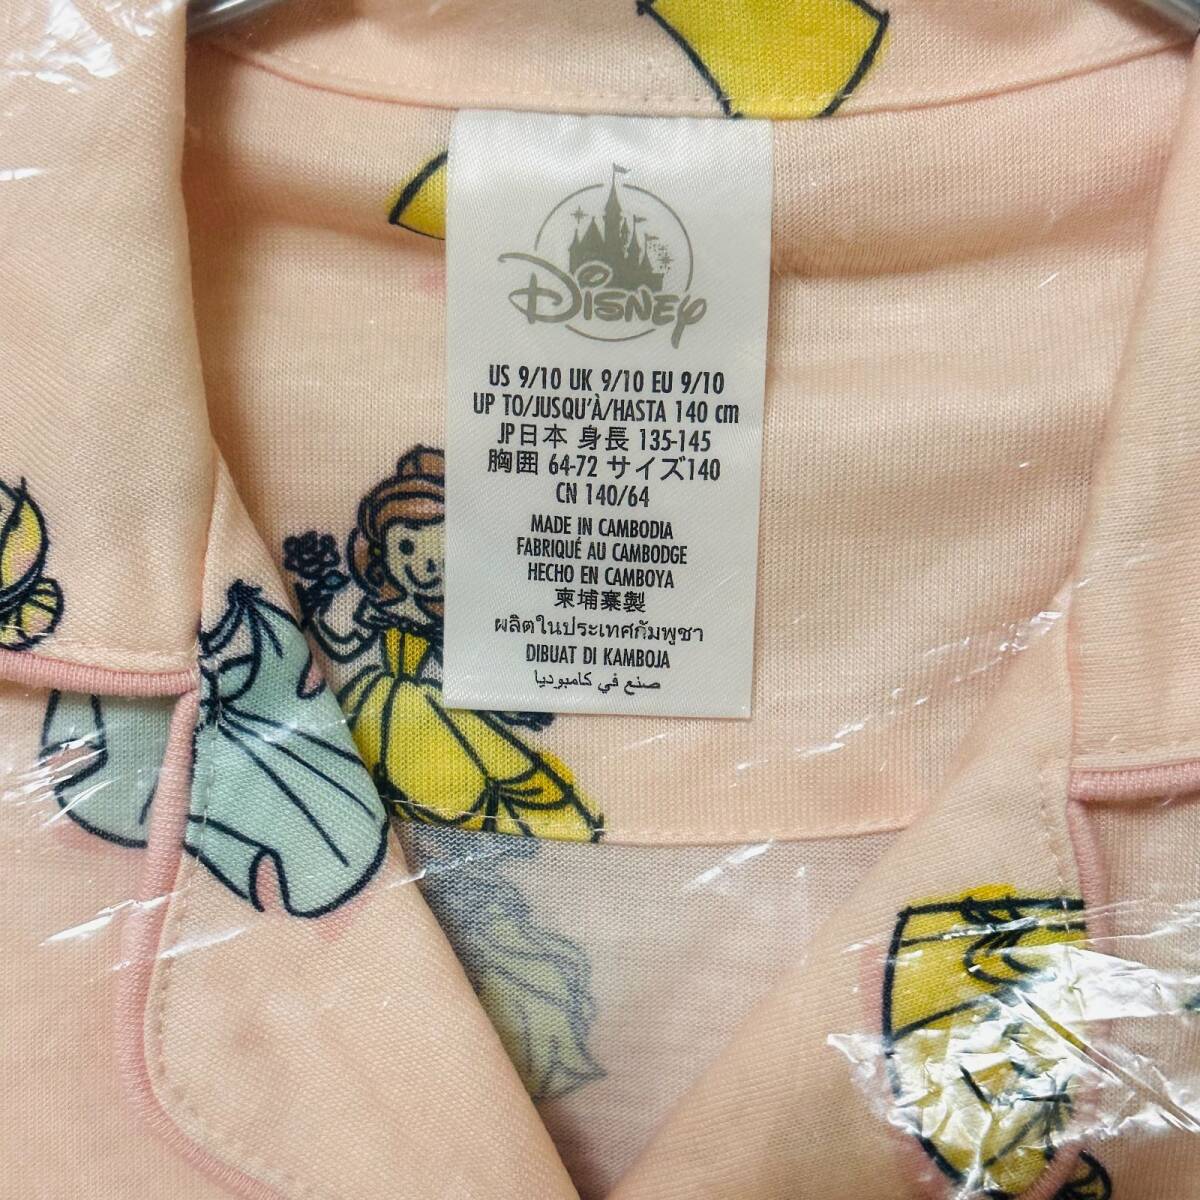 Disney
US 9/10 UK 9/10 EU 9/10
UP TO/JUSQU'À/HASTA 140 cm
JP日本 身長 135-145
胸囲 64-72 サイズ140
CN 140/64
MADE IN CAMBODIA
FABRIQUÉ AU CAMBODGE
HECHO EN CAMBOYA
柬埔寨製
ผลิตในประเทศกัมพูชา
DIBUAT DI KAMBOJA
صنع في كامبوديا